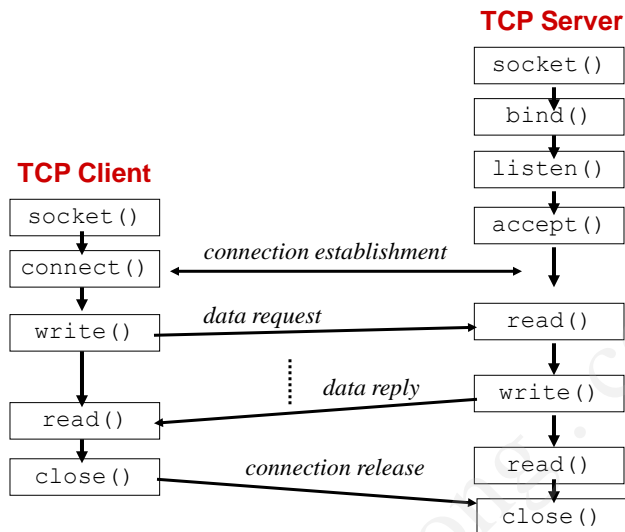 TCP Server
socket()
bind()
listen()
TCP Client
socket()
accept()
connection establishment
connect()
data request
write()
read()
data reply
write()
read()
read()
connection release
close()
close()